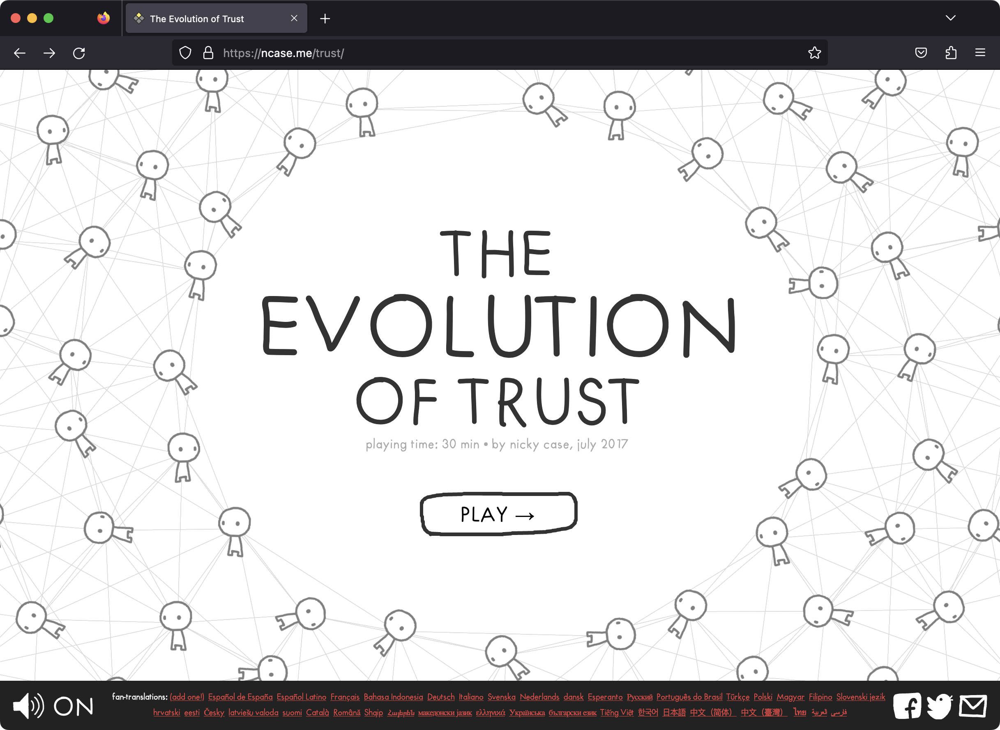 The Evolution of Trust
https://ncase.me/trust/
THE
EVOLUTION
OF TRUST
playing time: 30 min • by nicky case, july 2017
PLAY →
ON
fan-translations: (add one!) Español de España Español Latino Français Bahasa Indonesia Deutsch Italiano Svenska Nederlands dansk Esperanto Русский Português do Brasil Türkçe Polski Magyar Filipino Slovenski jezik
hrvatski eesti Česky latviešu valoda suomi Català Română Shqip Հայերեն македонски јазик ελληνικά Українська български език Tiếng Việt 한국어 日本語 中文（简体） 中文（臺灣） ไทย العربية فارسی